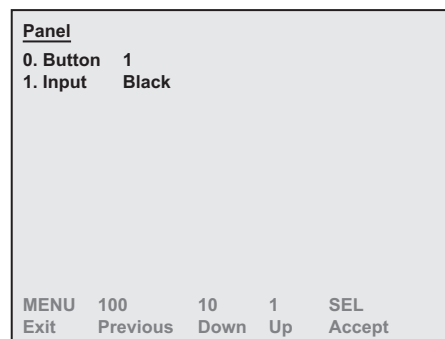 Panel
0. Button 1
1. Input Black
MENU 100 10 1 SEL
Exit Previous Down Up Accept